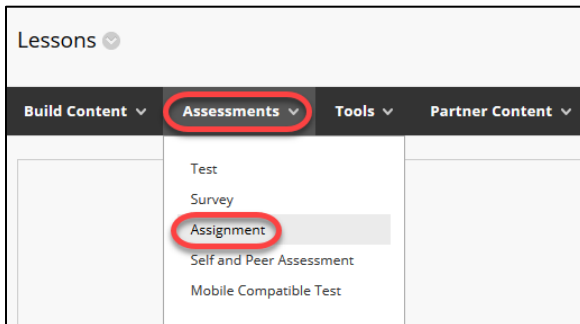 Lessons
Build Content Assessments Tools Partner Content
Test
Survey
Assignment
Self and Peer Assessment
Mobile Compatible Test